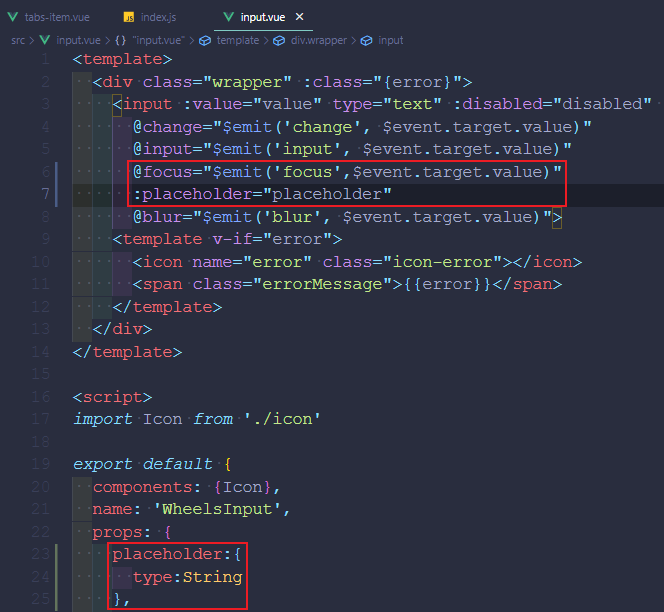 tabs-item.vue JS index.js input.vue ×
src > input.vue > {} "input.vue" > template > div.wrapper > input
1 <template>
2 <div class="wrapper" :class="{error}">
3 <input :value="value" type="text" :disabled="disabled"
4 @change="$emit('change', $event.target.value)"
5 @input="$emit('input', $event.target.value)"
6 @focus="$emit('focus',$event.target.value)"
7 :placeholder="placeholder"
8 @blur="$emit('blur', $event.target.value)">
9 <template v-if="error">
10 <icon name="error" class="icon-error"></icon>
11 <span class="errorMessage">{{error}}</span>
12 </template>
13 </div>
14 </template>
15
16 <script>
17 import Icon from './icon'
18
19 export default {
20 components: {Icon},
21 name: 'WheelsInput',
22 props: {
23 placeholder:{
24 type:String
25 },